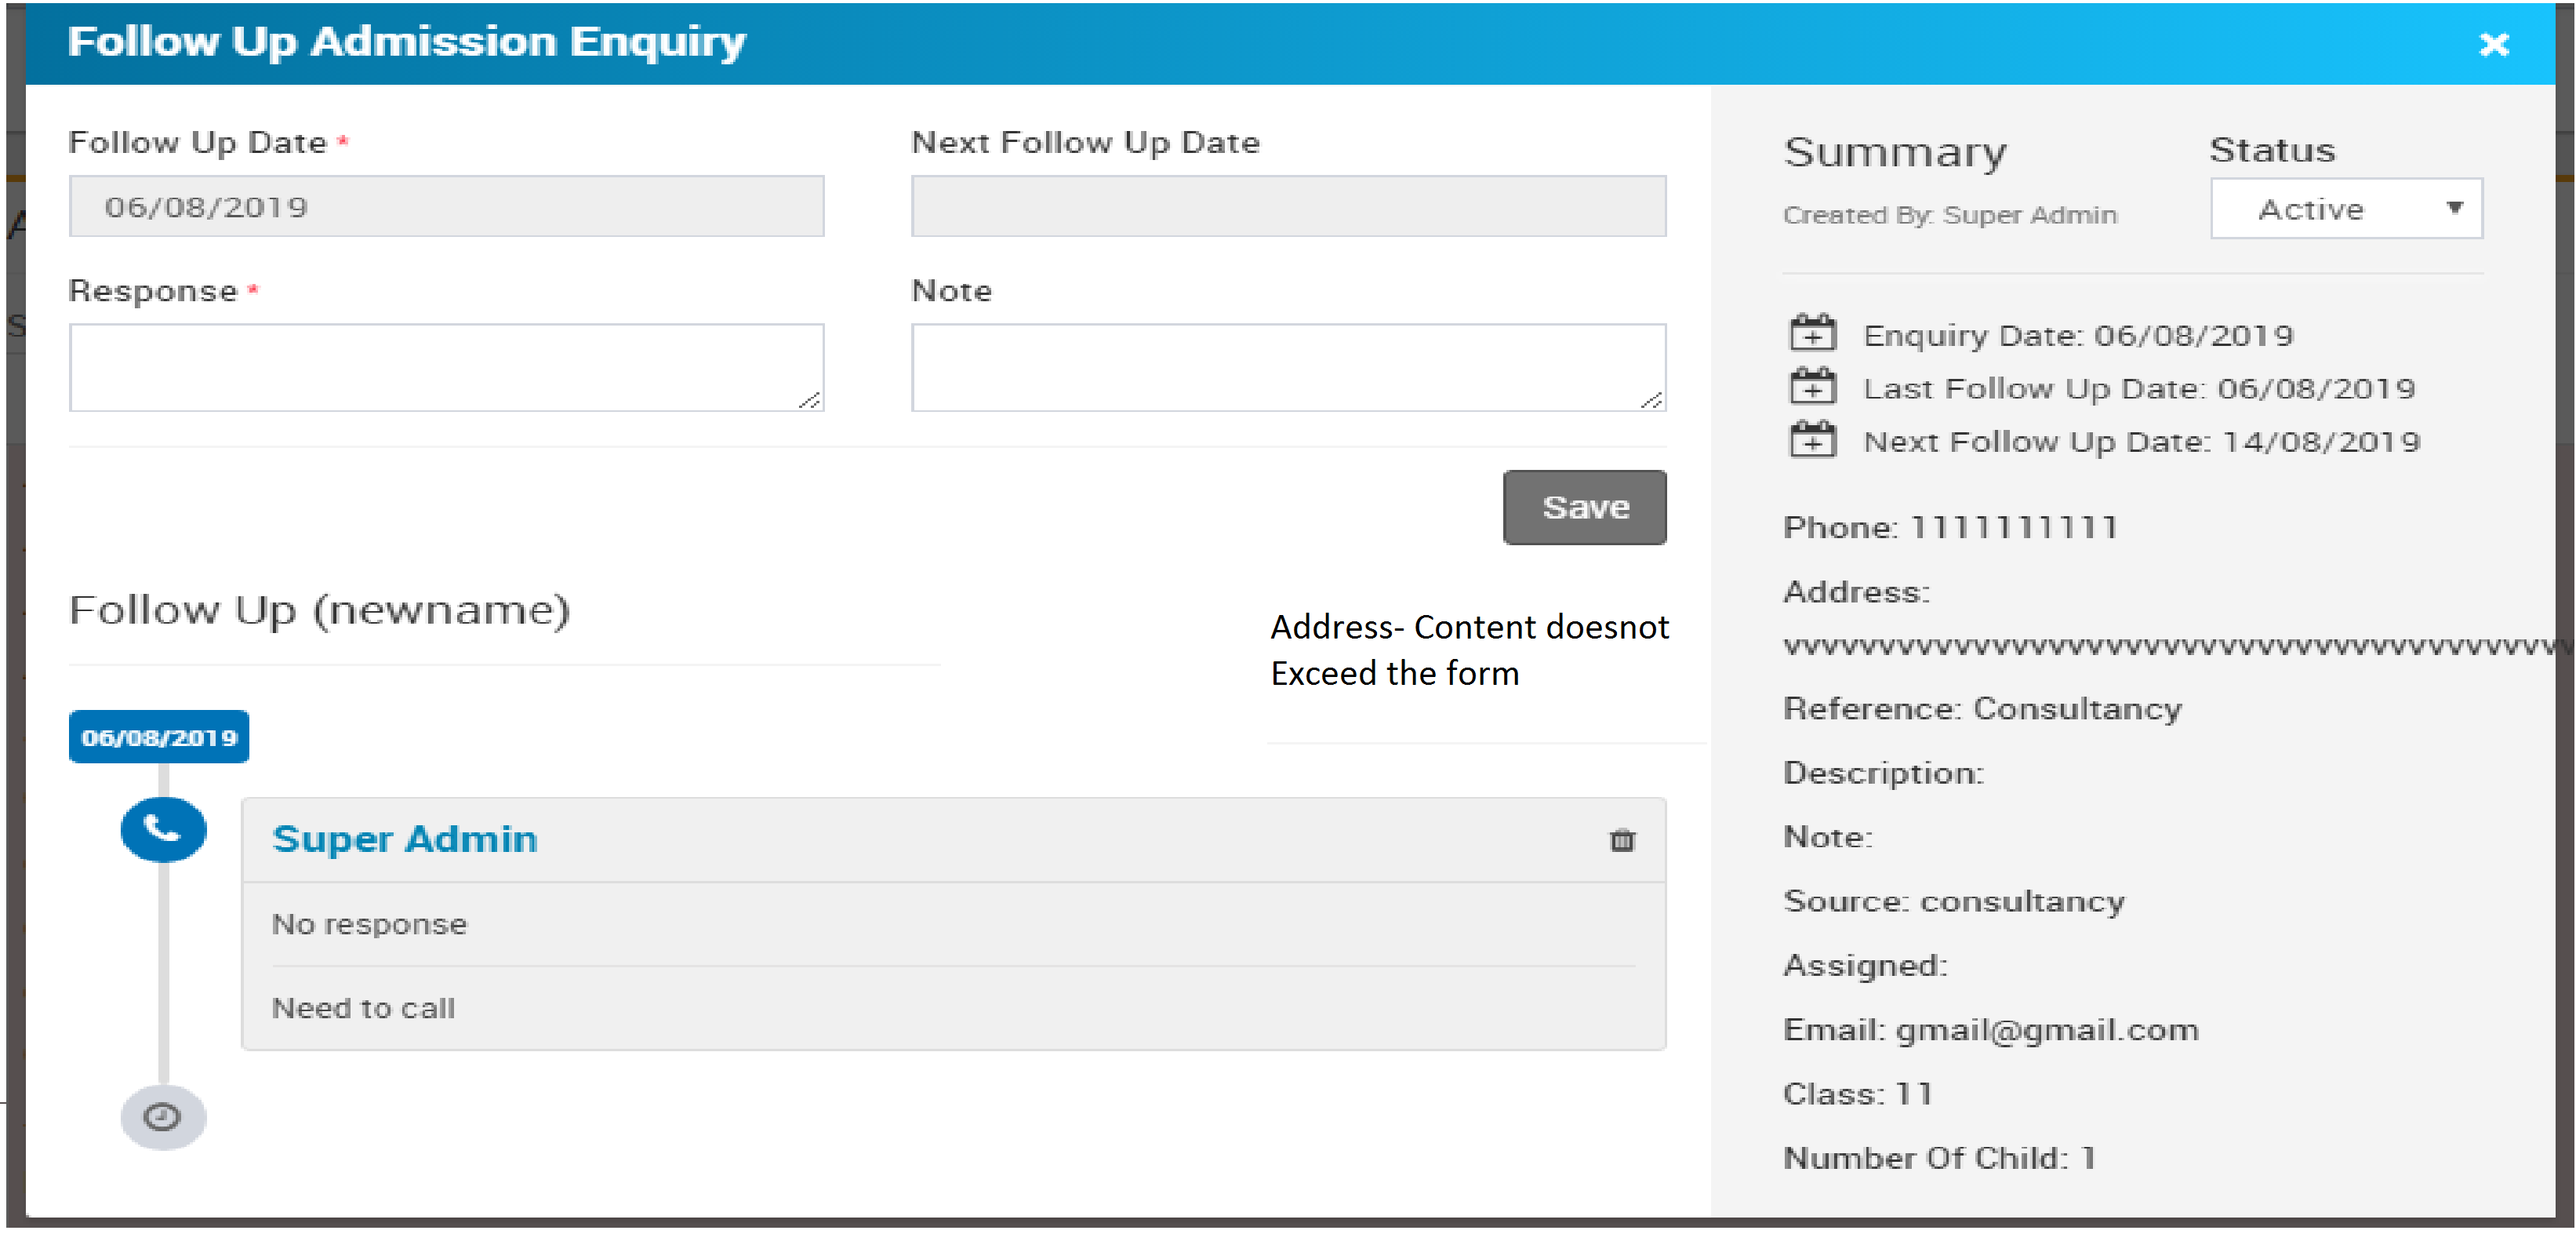 Follow Up Admission Enquiry
Follow Up Date *
Next Follow Up Date
06/08/2019
Response *
Note
Save
Follow Up (newname)
Address- Content doesnot
Exceed the form
06/08/2019
Super Admin
No response
Need to call
Summary
Status
Created By: Super Admin
Active
Enquiry Date: 06/08/2019
Last Follow Up Date: 06/08/2019
Next Follow Up Date: 14/08/2019
Phone: 1111111111
Address:
Reference: Consultancy
Description:
Note:
Source: consultancy
Assigned:
Email: gmail@gmail.com
Class: 11
Number Of Child: 1